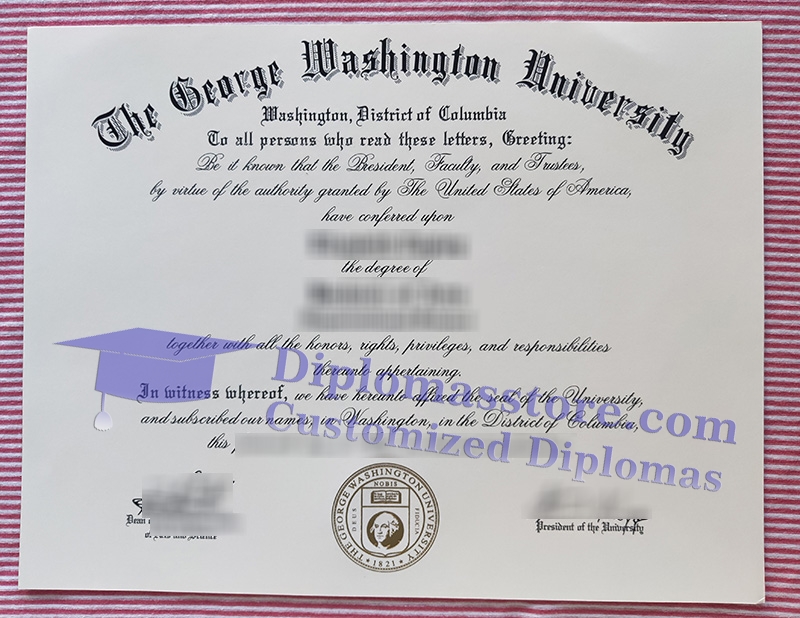 The George Washington University
Washington, District of Columbia
To all persons who read these letters, Greeting:
Be it known that the President, Faculty, and Trustees,
by virtue of the authority granted by The United States of America,
have conferred upon
the degree of
together with all the honors, rights, privileges, and responsibilities
thereunto appertaining.
In witness whereof, we have hereunto affixed the seal of the University,
and subscribed our names, in Washington, in the District of Columbia,
this
Diplomasstore.com
Customized Diplomas
Dean
President of the University
THE GEORGE WASHINGTON UNIVERSITY
NOBIS
DEUS
FIDUCIA
1821